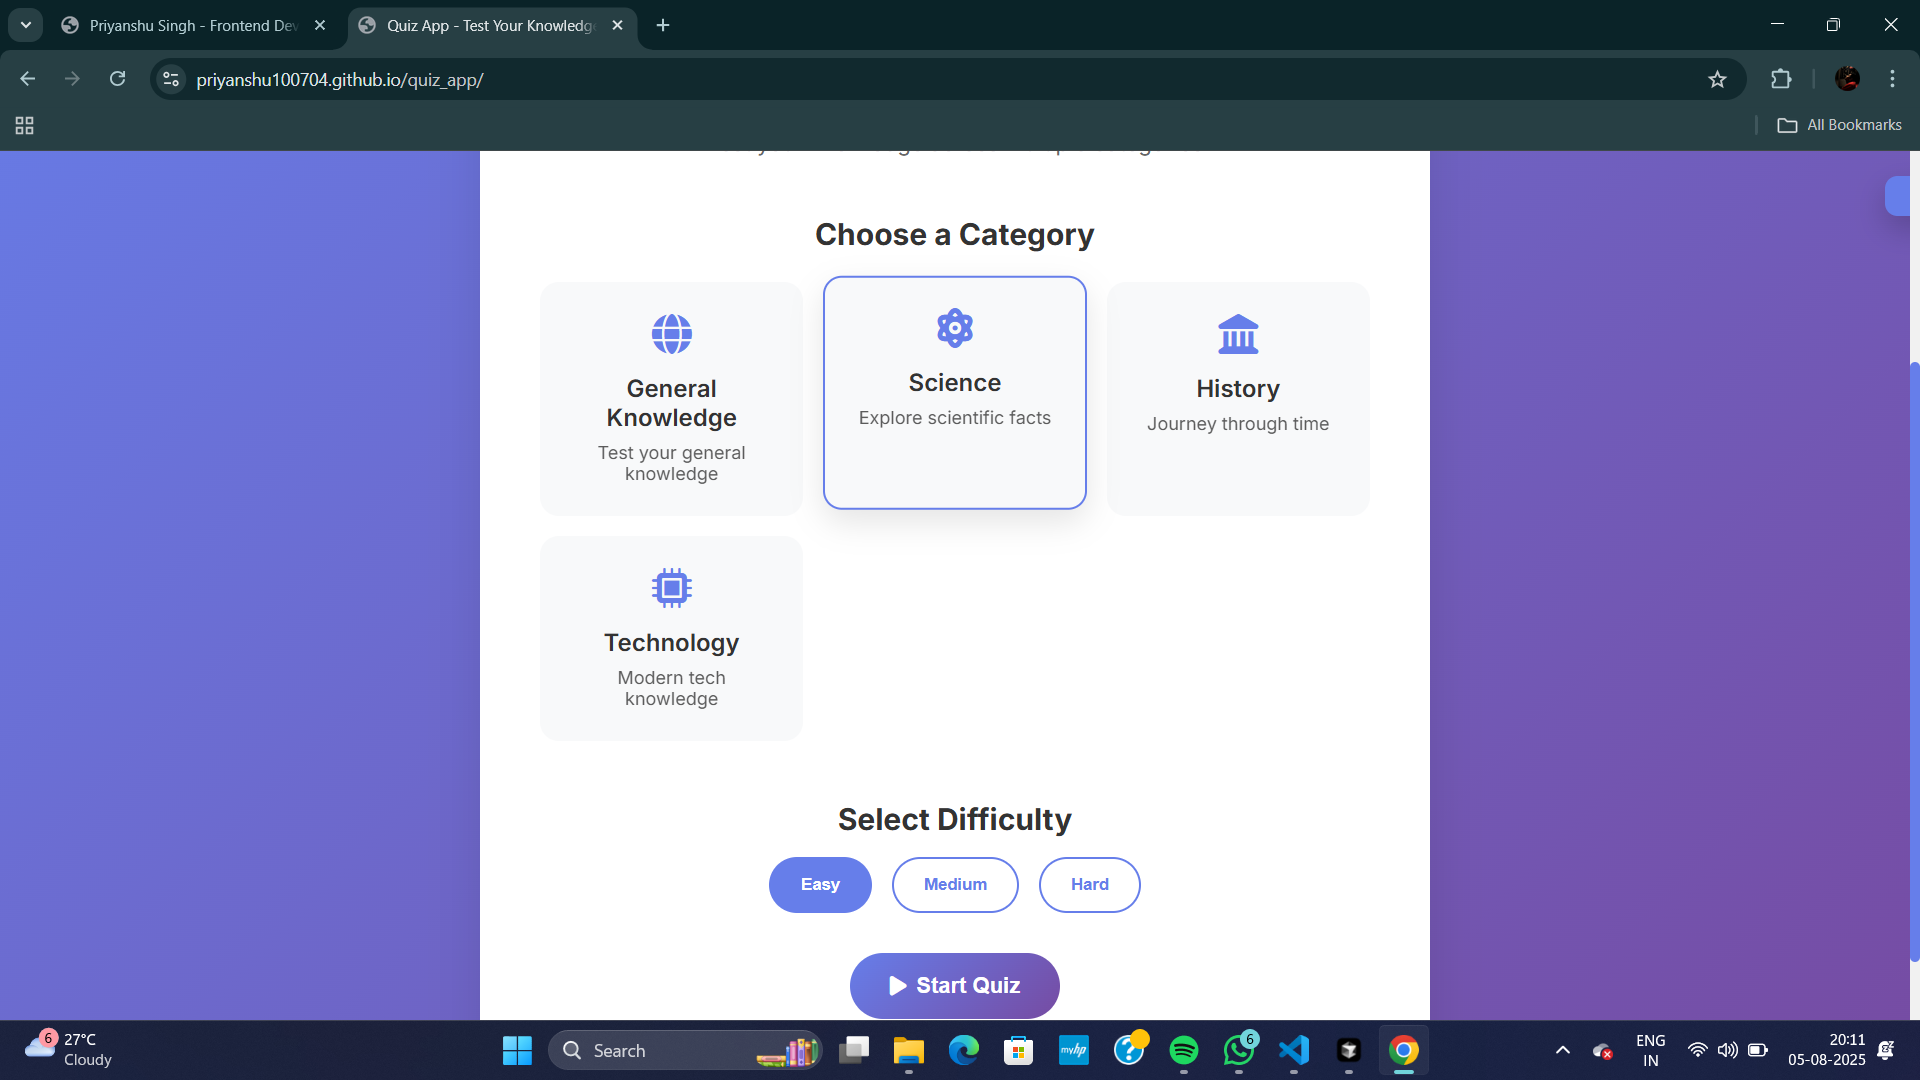 Priyanshu Singh - Frontend Dev
Quiz App - Test Your Knowledge
priyanshu100704.github.io/quiz_app/
All Bookmarks
Choose a Category
General
Knowledge
Test your general
knowledge
Science
Explore scientific facts
History
Journey through time
Technology
Modern tech
knowledge
Select Difficulty
Easy
Medium
Hard
Start Quiz
6
27°C
Cloudy
Search
myhp
6
ENG
IN
20:11
05-08-2025